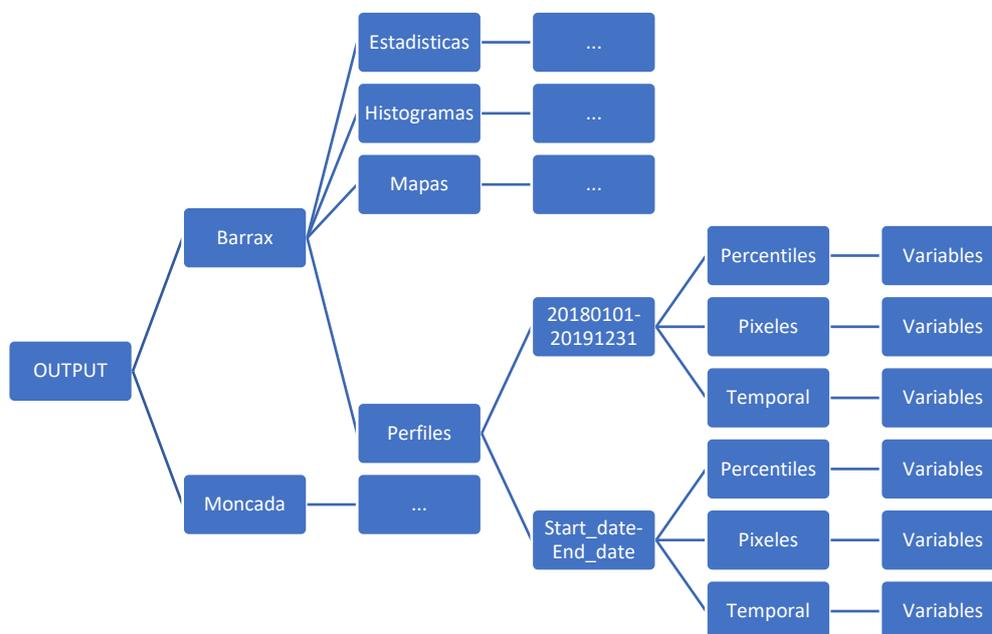 OUTPUT
Barrax
Estadisticas
...
Histogramas
...
Mapas
...
Perfiles
20180101-
20191231
Percentiles
Variables
Pixeles
Variables
Temporal
Variables
Start_date-
End_date
Percentiles
Variables
Pixeles
Variables
Temporal
Variables
Moncada
...